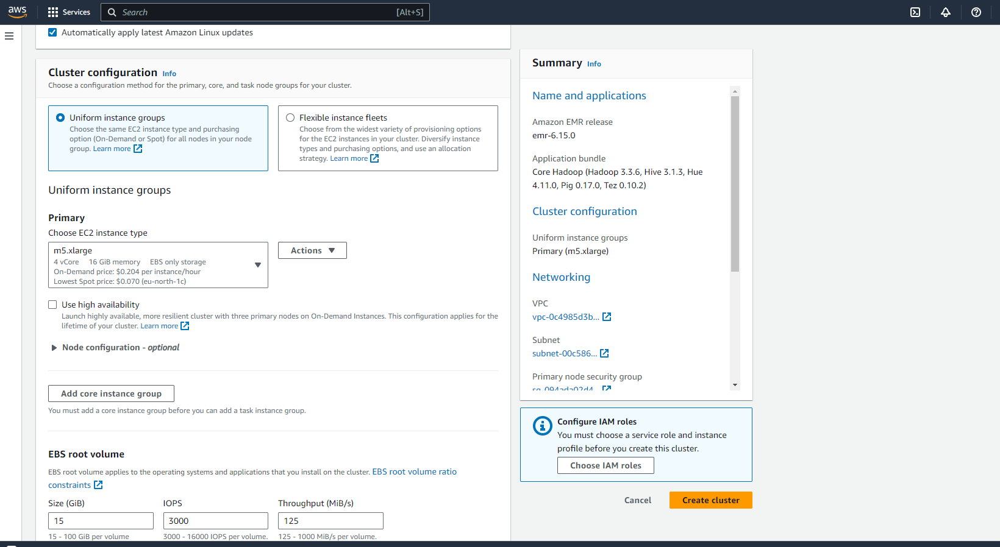 aws
Services
Search
[Alt+S]
Automatically apply latest Amazon Linux updates
Cluster configuration Info
Choose a configuration method for the primary, core, and task node groups for your cluster.
Uniform instance groups
Choose the same EC2 instance type and purchasing
option (On-Demand or Spot) for all nodes in your node
group. Learn more
Flexible instance fleets
Choose from the widest variety of provisioning options
for the EC2 instances in your cluster. Diversify instance
types and purchasing options, and use an allocation
strategy. Learn more
Uniform instance groups
Primary
Choose EC2 instance type
m5.xlarge
4 vCore 16 GiB memory EBS only storage
On-Demand price: $0.204 per instance/hour
Lowest Spot price: $0.070 (eu-north-1c)
Actions
Use high availability
Launch highly available, more resilient cluster with three primary nodes on On-Demand Instances. This configuration applies for the
lifetime of your cluster. Learn more
Node configuration - optional
Add core instance group
You must add a core instance group before you can add a task instance group.
EBS root volume
EBS root volume applies to the operating systems and applications that you install on the cluster. EBS root volume ratio
constraints
Size (GiB)
15
15 - 100 GiB per volume
IOPS
3000
3000 - 16000 IOPS per volume.
Throughput (MiB/s)
125
125 - 1000 MiB/s per volume.
Summary Info
Name and applications
Amazon EMR release
emr-6.15.0
Application bundle
Core Hadoop (Hadoop 3.3.6, Hive 3.1.3, Hue
4.11.0, Pig 0.17.0, Tez 0.10.2)
Cluster configuration
Uniform instance groups
Primary (m5.xlarge)
Networking
VPC
vpc-0c4985d3b...
Subnet
subnet-00c586...
Primary node security group
sg-094ada02d4...
Configure IAM roles
You must choose a service role and instance
profile before you create this cluster.
Choose IAM roles
Cancel
Create cluster